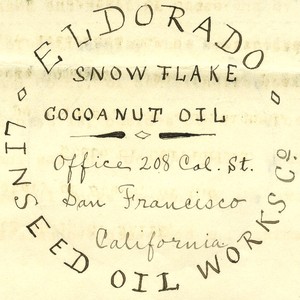 ELDORADO
LINSEED OIL WORKS Co
SNOW FLAKE
COCOANUT OIL
Office 208 Cal. St.
San Francisco
California